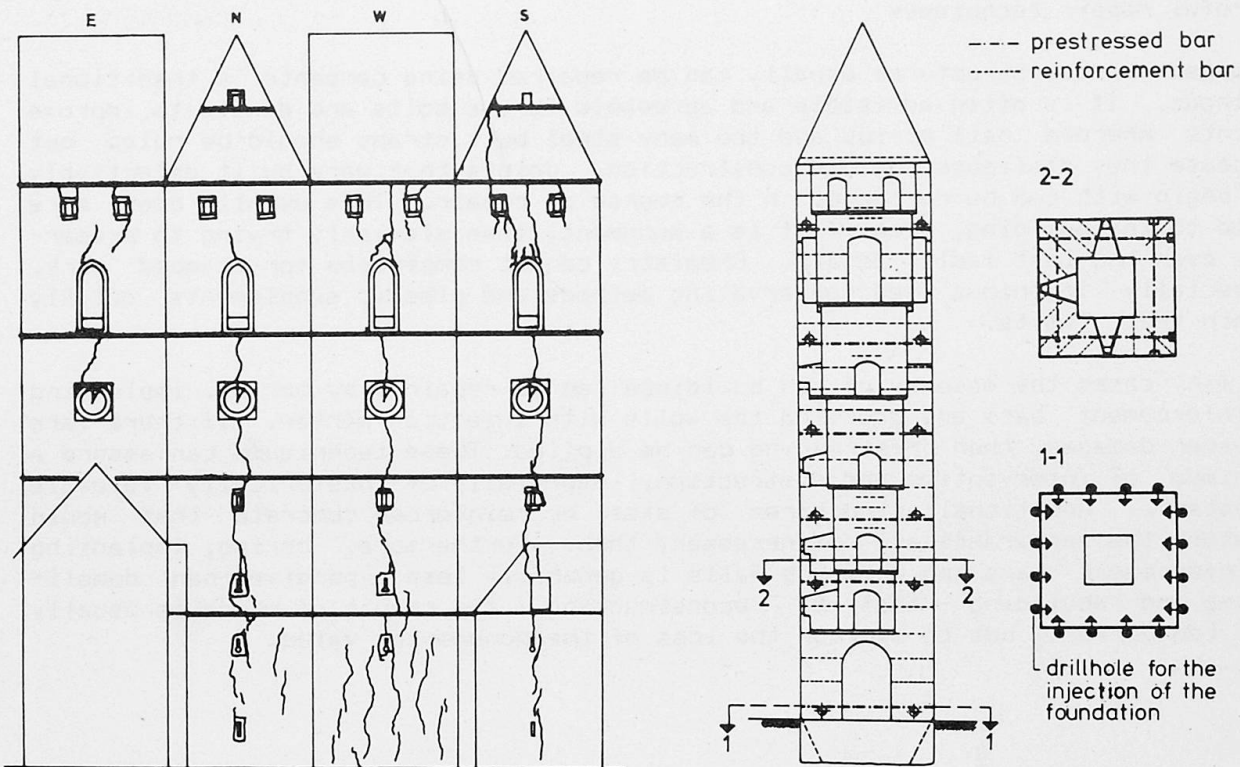 E N W S
-·-·- prestressed bar
----- reinforcement bar
2-2
1-1
2 2
1 1
drillhole for the
injection of the
foundation